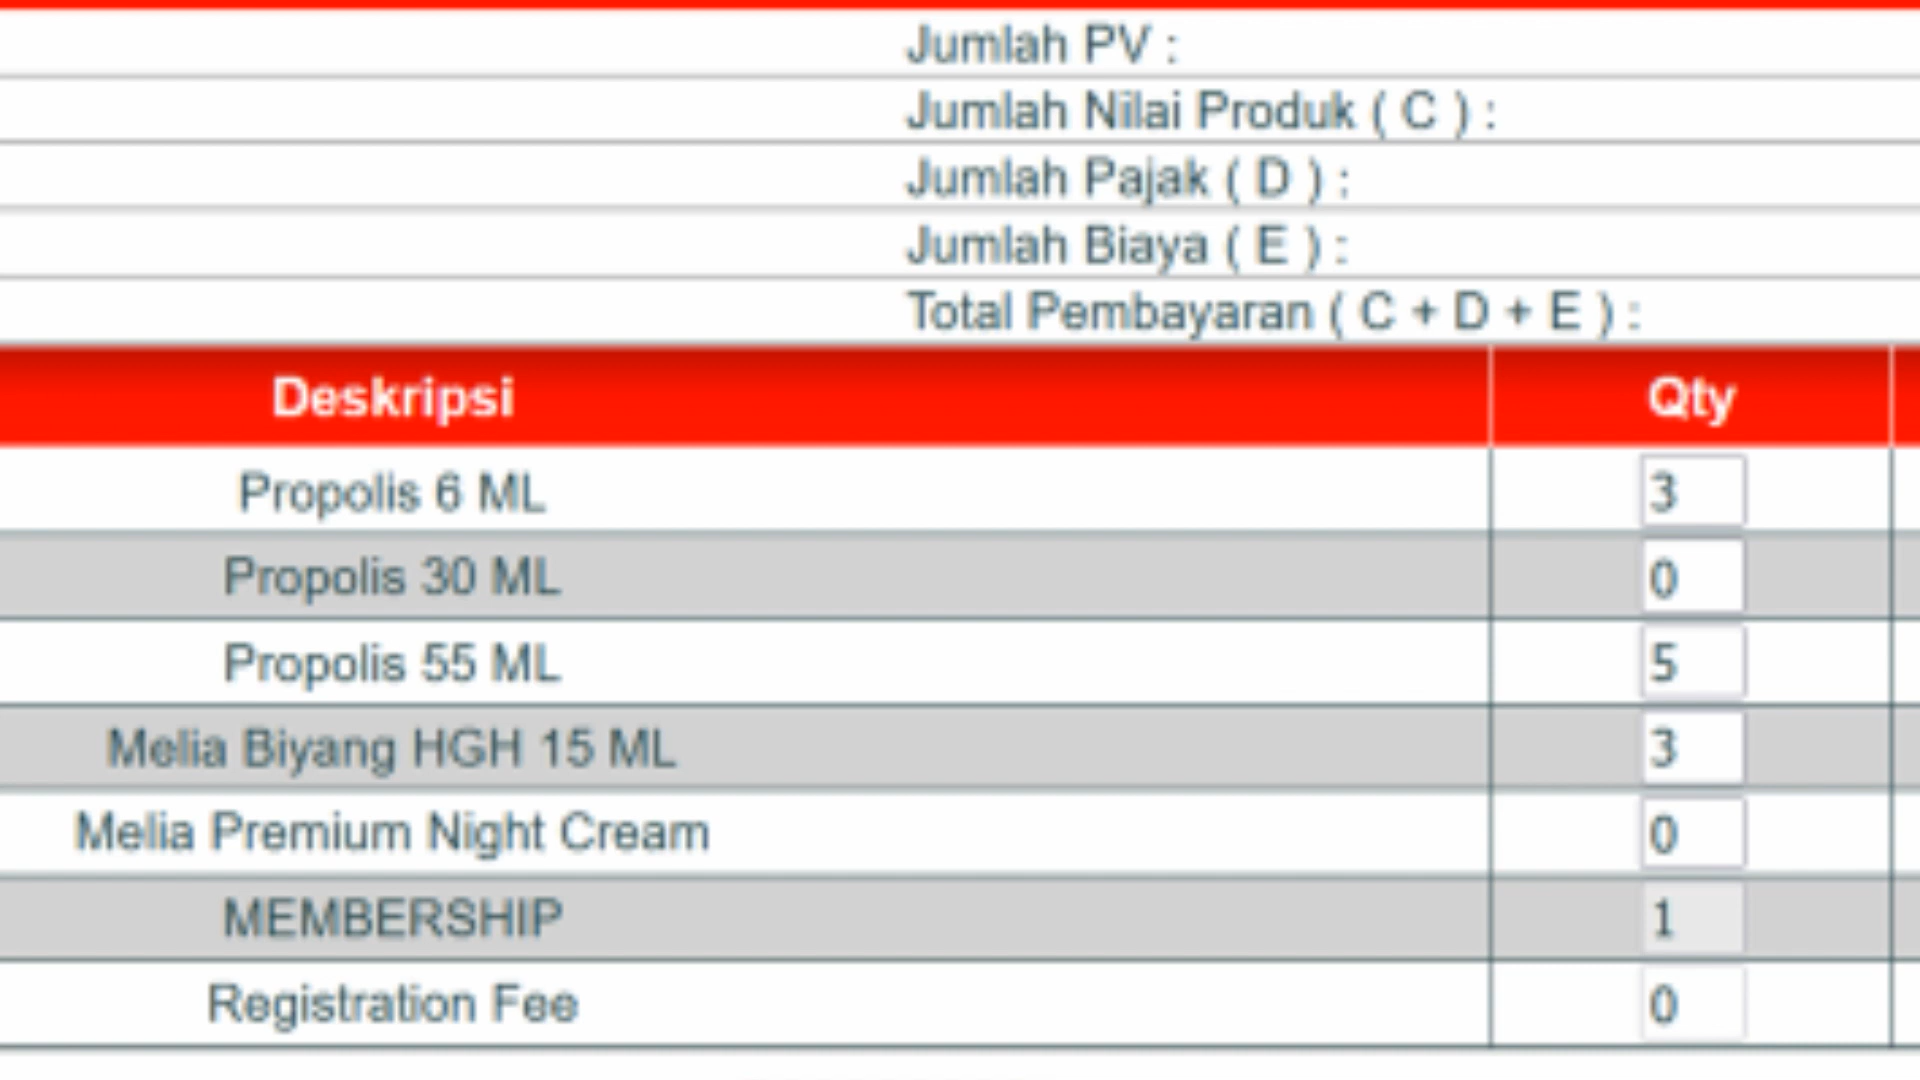 Jumlah PV :
Jumlah Nilai Produk ( C ) :
Jumlah Pajak ( D ) :
Jumlah Biaya ( E ) :
Total Pembayaran ( C + D + E ) :
Deskripsi Qty
Propolis 6 ML 3
Propolis 30 ML 0
Propolis 55 ML 5
Melia Biyang HGH 15 ML 3
Melia Premium Night Cream 0
MEMBERSHIP 1
Registration Fee 0